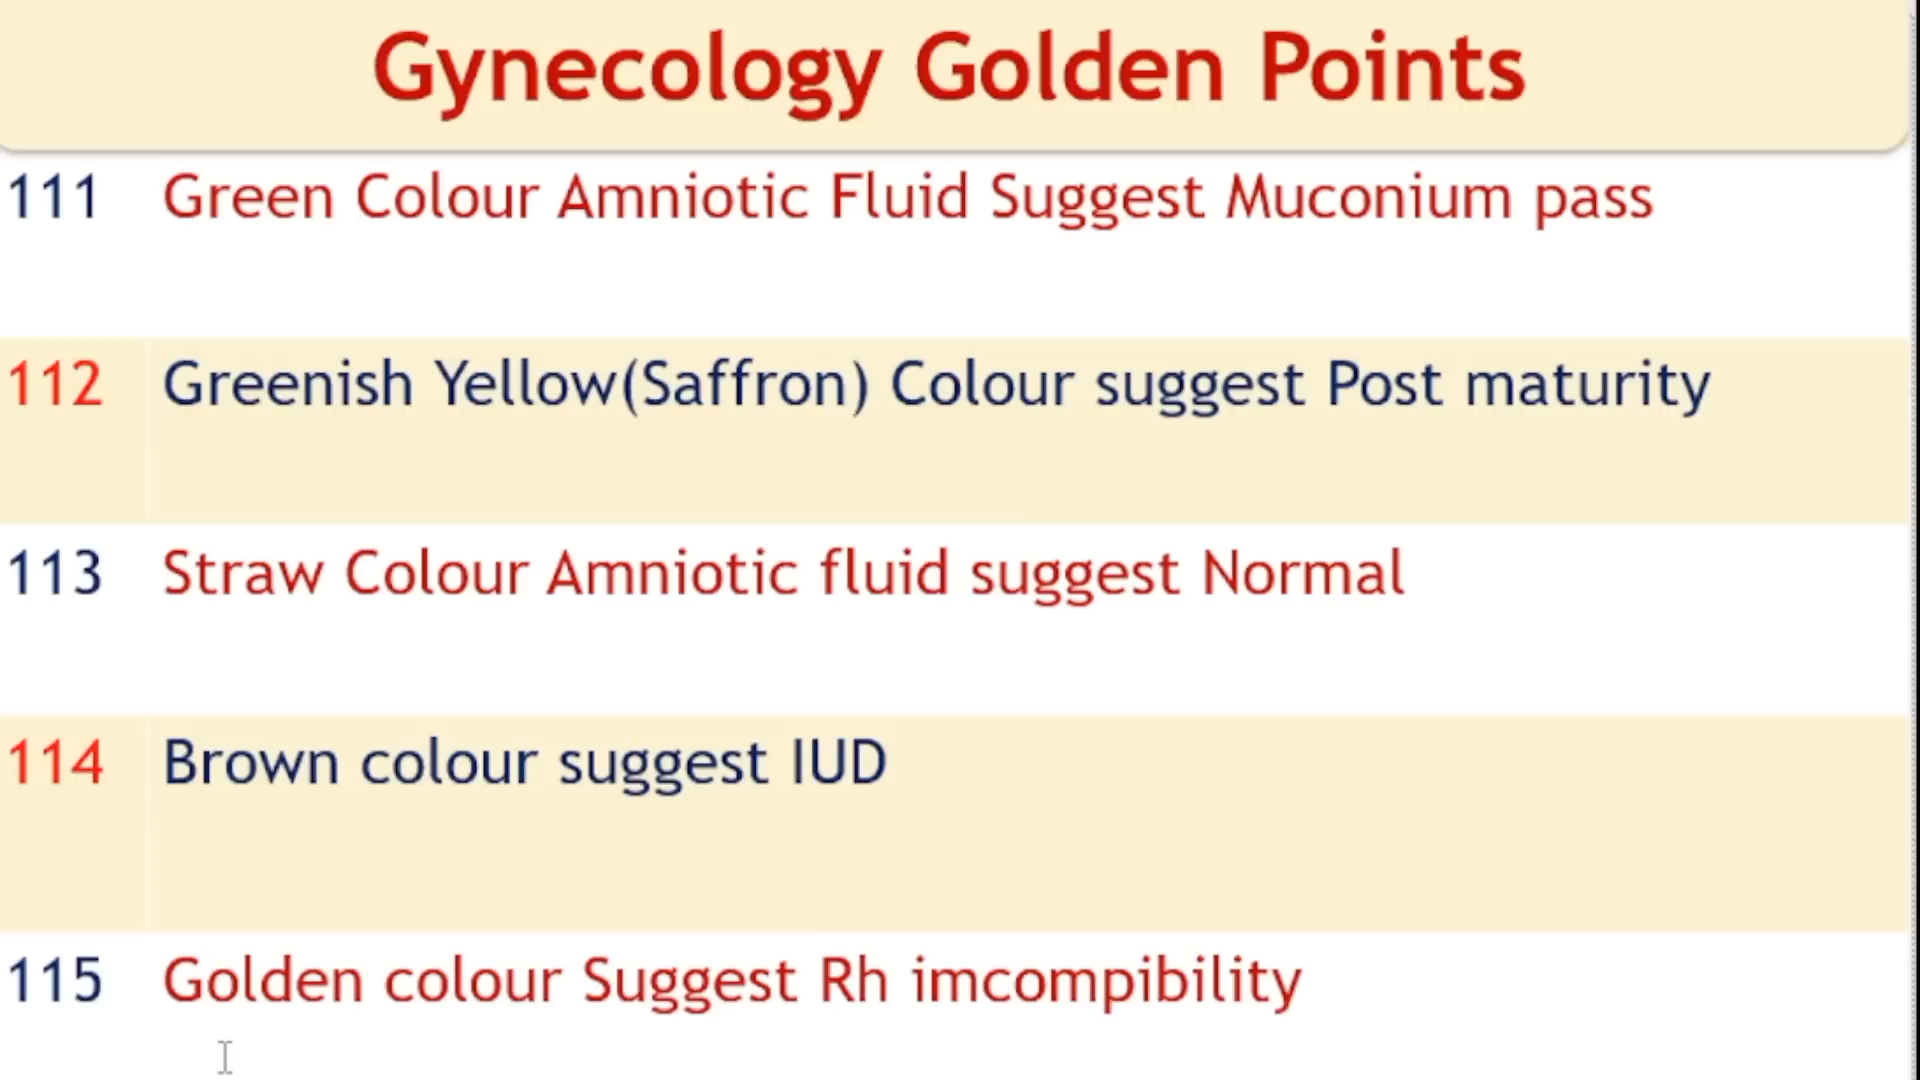 Gynecology Golden Points
111 Green Colour Amniotic Fluid Suggest Muconium pass
112 Greenish Yellow(Saffron) Colour suggest Post maturity
113 Straw Colour Amniotic fluid suggest Normal
114 Brown colour suggest IUD
115 Golden colour Suggest Rh imcompibility